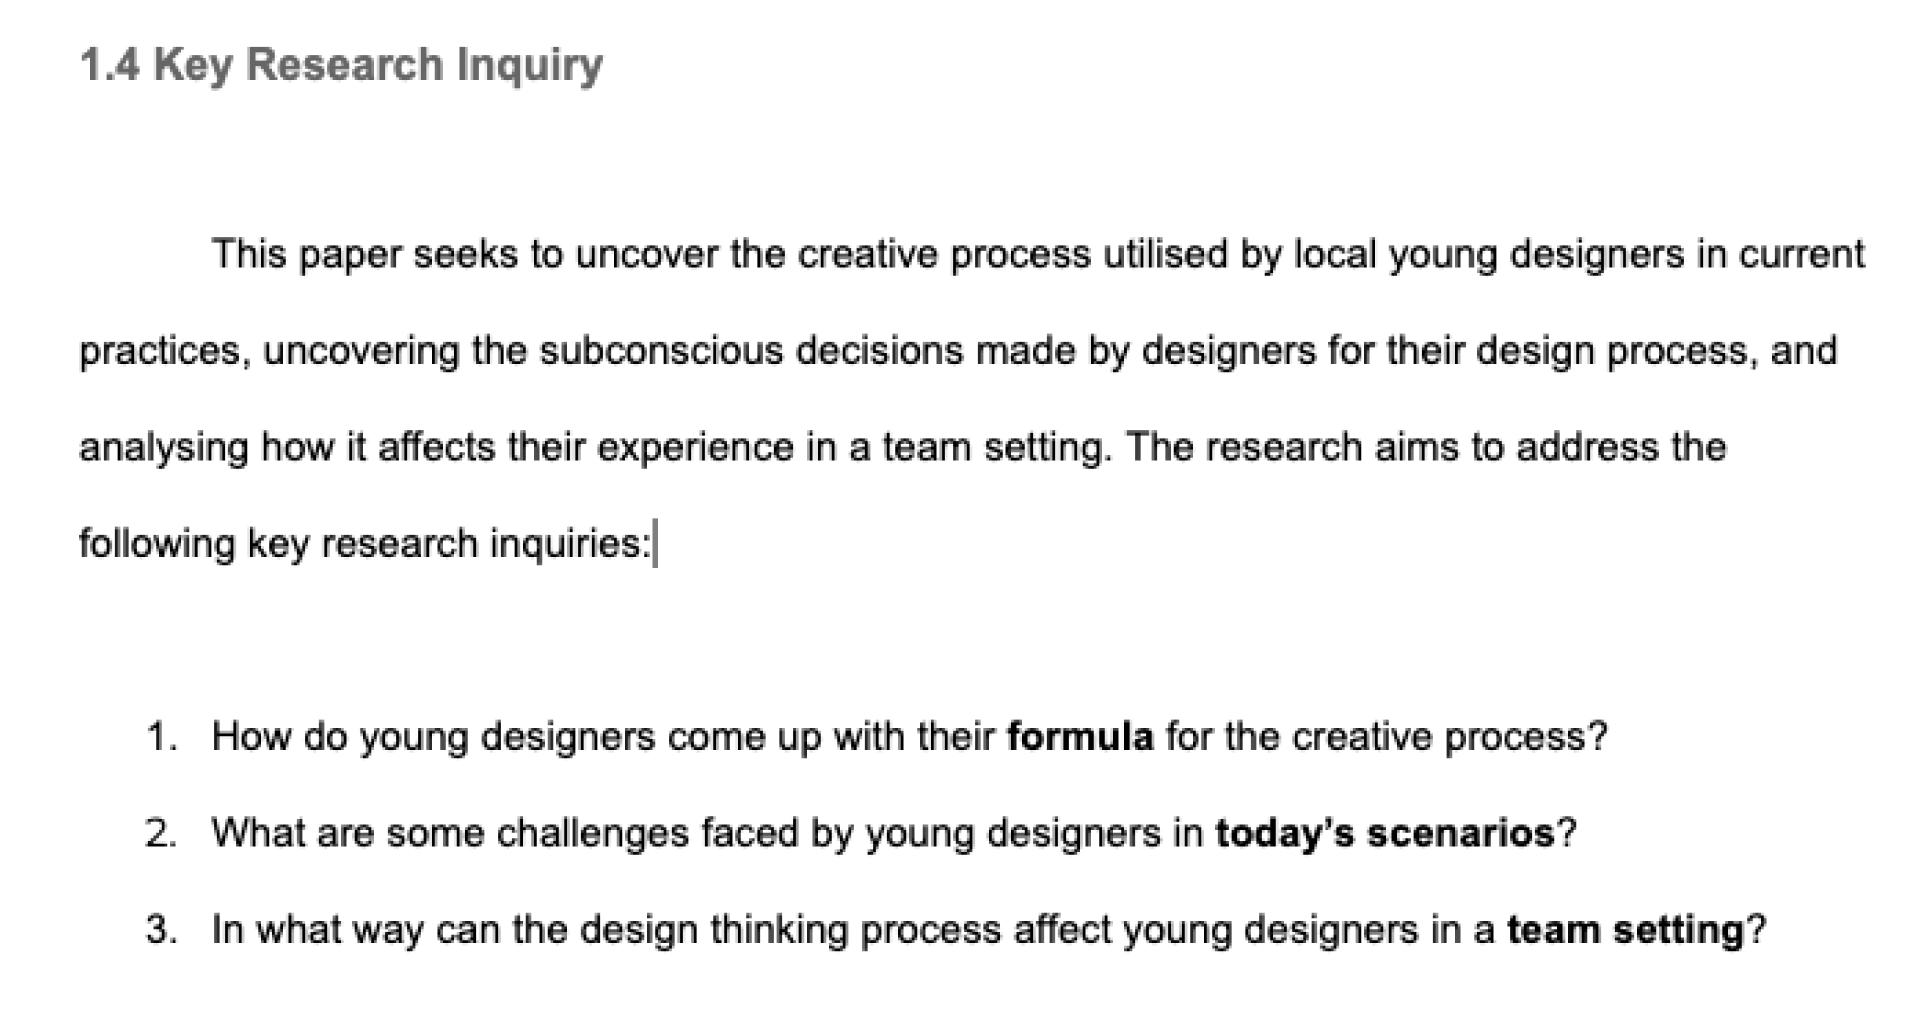 1.4 Key Research Inquiry
This paper seeks to uncover the creative process utilised by local young designers in current
practices, uncovering the subconscious decisions made by designers for their design process, and
analysing how it affects their experience in a team setting. The research aims to address the
following key research inquiries:
1. How do young designers come up with their formula for the creative process?
2. What are some challenges faced by young designers in today’s scenarios?
3. In what way can the design thinking process affect young designers in a team setting?